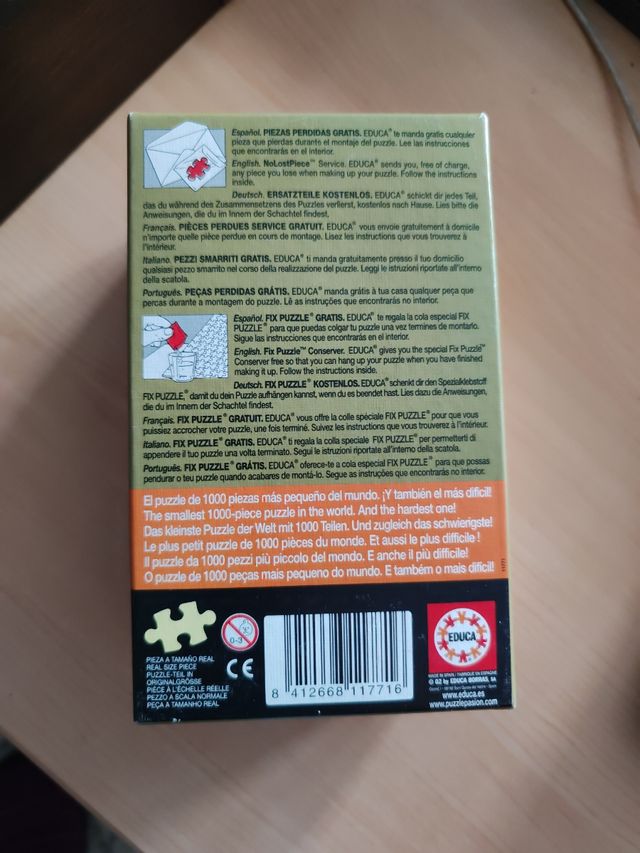 Español. PIEZAS PERDIDAS GRATIS. EDUCA® te manda gratis cualquier
pieza que pierdas durante el montaje del puzzle. Lee las instrucciones
que encontrarás en el interior.
English. NoLostPiece™ Service. EDUCA® sends you, free of charge,
any piece you lose when making up your puzzle. Follow the instructions
inside.
Deutsch. ERSATZTEILE KOSTENLOS. EDUCA® schickt dir jedes Teil,
das du während des Zusammensetzens des Puzzles verlierst, kostenlos nach Hause. Lies bitte die
Anweisungen, die du im Innern der Schachtel findest.
Français. PIÈCES PERDUES SERVICE GRATUIT. EDUCA® vous envoie gratuitement à domicile
n'importe quelle pièce perdue en cours de montage. Lisez les instructions que vous trouverez à
l'intérieur.
Italiano. PEZZI SMARRITI GRATIS. EDUCA® ti manda gratuitamente presso il tuo domicilio
qualsiasi pezzo smarrito nel corso della realizzazione del puzzle. Leggi le istruzioni riportate all'interno
della scatola.
Português. PEÇAS PERDIDAS GRÁTIS. EDUCA® manda grátis à tua casa qualquer peça que
percas durante a montagem do puzzle. Lê as instruções que encontrarás no interior.
Español. FIX PUZZLE® GRATIS. EDUCA® te regala la cola especial FIX
PUZZLE® para que puedas colgar tu puzzle una vez termines de montarlo.
Sigue las instrucciones que encontrarás en el interior.
English. Fix Puzzle™ Conserver. EDUCA® gives you the special Fix Puzzle™
Conserver free so that you can hang up your puzzle when you have finished
making it up. Follow the instructions inside.
Deutsch. FIX PUZZLE® KOSTENLOS. EDUCA® schenkt dir den Spezialklebstoff
FIX PUZZLE®, damit du dein Puzzle aufhängen kannst, wenn du es beendet hast. Lies dazu die Anweisungen,
die du im Innern der Schachtel findest.
Français. FIX PUZZLE® GRATUIT. EDUCA® vous offre la colle spéciale FIX PUZZLE® pour que vous
puissiez accrocher votre puzzle, une fois terminé. Suivez les instructions que vous trouverez à l'intérieur.
Italiano. FIX PUZZLE® GRATIS. EDUCA® ti regala la colla speciale FIX PUZZLE® per permetterti di
appendere il tuo puzzle una volta terminato. Segui le istruzioni riportate all'interno della scatola.
Português. FIX PUZZLE® GRÁTIS. EDUCA® oferece-te a cola especial FIX PUZZLE® para que possas
pendurar o teu puzzle quando acabares de montá-lo. Segue as instruções que encontrarás no interior.
El puzzle de 1000 piezas más pequeño del mundo. ¡Y también el más difícil!
The smallest 1000-piece puzzle in the world. And the hardest one!
Das kleinste Puzzle der Welt mit 1000 Teilen. Und zugleich das schwierigste!
Le plus petit puzzle de 1000 pièces du monde. Et aussi le plus difficile !
Il puzzle da 1000 pezzi più piccolo del mondo. E anche il più difficile!
O puzzle de 1000 peças mais pequeno do mundo. E também o mais difícil!
PIEZA A TAMAÑO REAL
REAL SIZE PIECE
PUZZLE-TEIL IN
ORIGINALGRÖSSE
PIÈCE À L'ÉCHELLE RÉELLE
PEZZO A SCALA NORMALE
PEÇA A TAMANHO REAL
0-3
CE
8 412668 117716
EDUCA
MADE IN SPAIN / FABRIQUÉ EN ESPAGNE
© 02 by EDUCA BORRAS, SA
www.educa.es
www.puzzlepasion.com